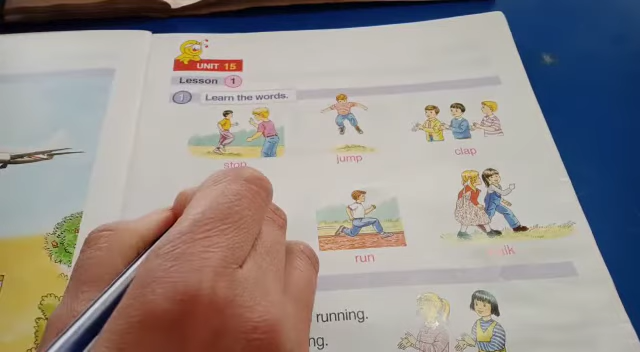 UNIT 15
Lesson 1
1 Learn the words.
stop
jump
clap
run
running.